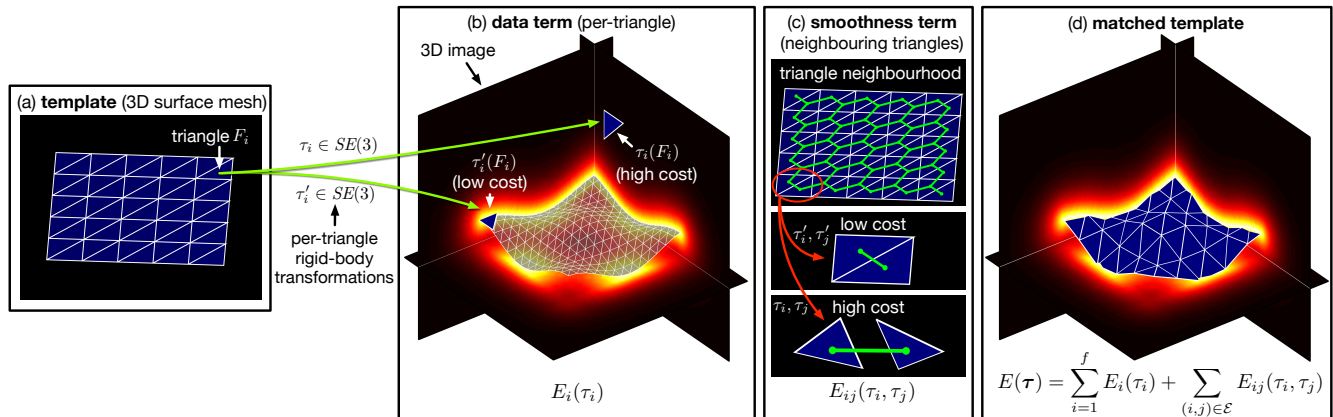 (a) template (3D surface mesh)
triangle F_i
τ_i ∈ SE(3)
τ′_i ∈ SE(3)
per-triangle
rigid-body
transformations
(b) data term (per-triangle)
3D image
τ_i(F_i)
(high cost)
τ′_i(F_i)
(low cost)
E_i(τ_i)
(c) smoothness term
(neighbouring triangles)
triangle neighbourhood
low cost
τ′_i, τ′_j
high cost
τ_i, τ_j
E_ij(τ_i, τ_j)
(d) matched template
E(τ) = ∑_{i=1}^{f} E_i(τ_i) + ∑_{(i,j)∈ℰ} E_ij(τ_i, τ_j)